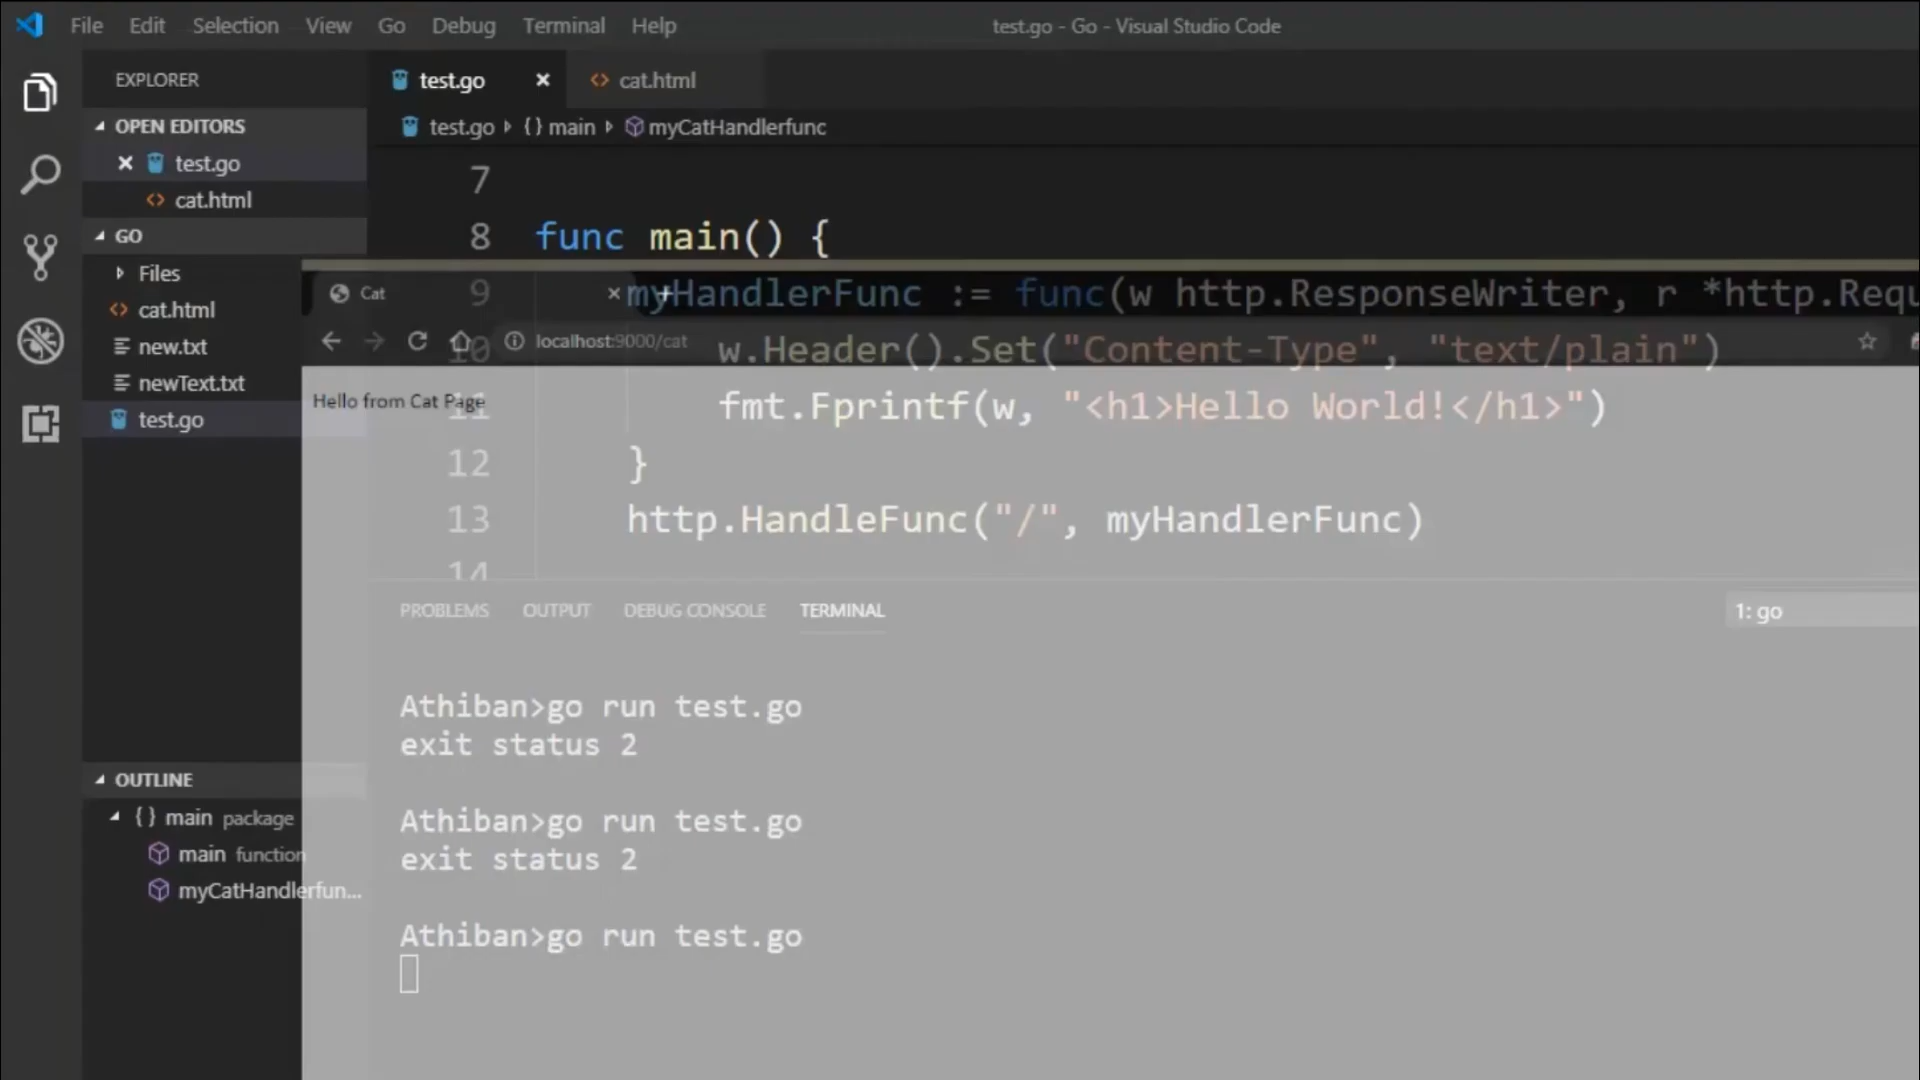 File Edit Selection View Go Debug Terminal Help
test.go - Go - Visual Studio Code
EXPLORER
OPEN EDITORS
test.go
cat.html
GO
Files
cat.html
new.txt
newText.txt
test.go
OUTLINE
{} main package
main function
myCatHandlerfun...
test.go cat.html
test.go {} main myCatHandlerfunc
7
8 func main() {
9 myHandlerFunc := func(w http.ResponseWriter, r *http.Requ
10 w.Header().Set("Content-Type", "text/plain")
11 fmt.Fprintf(w, "<h1>Hello World!</h1>")
12 }
13 http.HandleFunc("/", myHandlerFunc)
14
Cat
localhost:9000/cat
Hello from Cat Page
PROBLEMS OUTPUT DEBUG CONSOLE TERMINAL
1: go
Athiban>go run test.go
exit status 2
Athiban>go run test.go
exit status 2
Athiban>go run test.go